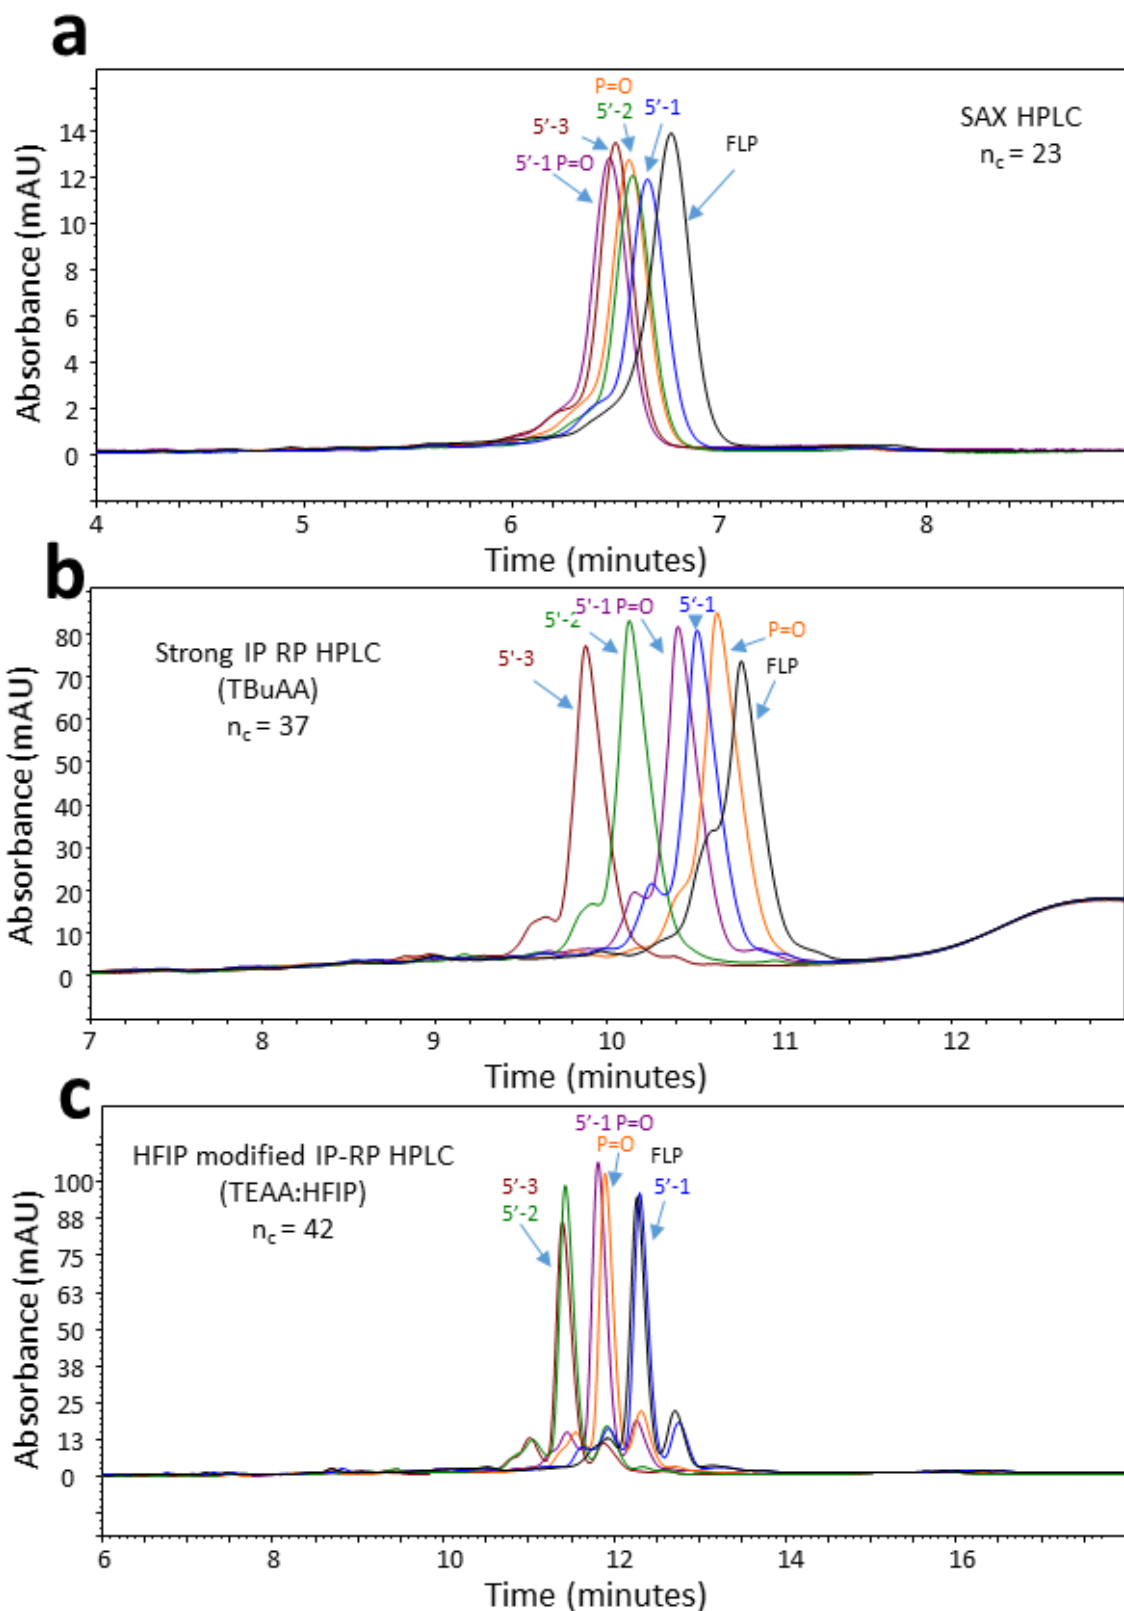 a
P=O
5'-2
5'-1
5'-3
5'-1 P=O
FLP
SAX HPLC
nc = 23
Absorbance (mAU)
14
12
10
8
6
4
2
0
4
5
6
7
8
Time (minutes)
b
5'-3
5'-2
5'-1 P=O
5'-1
P=O
FLP
Strong IP RP HPLC
(TBuAA)
nc = 37
Absorbance (mAU)
80
70
60
50
40
30
20
10
0
7
8
9
10
11
12
Time (minutes)
c
5'-1 P=O
P=O
FLP
5'-1
5'-3
5'-2
HFIP modified IP-RP HPLC
(TEAA:HFIP)
nc = 42
Absorbance (mAU)
100
88
75
63
50
38
25
13
0
6
8
10
12
14
16
Time (minutes)